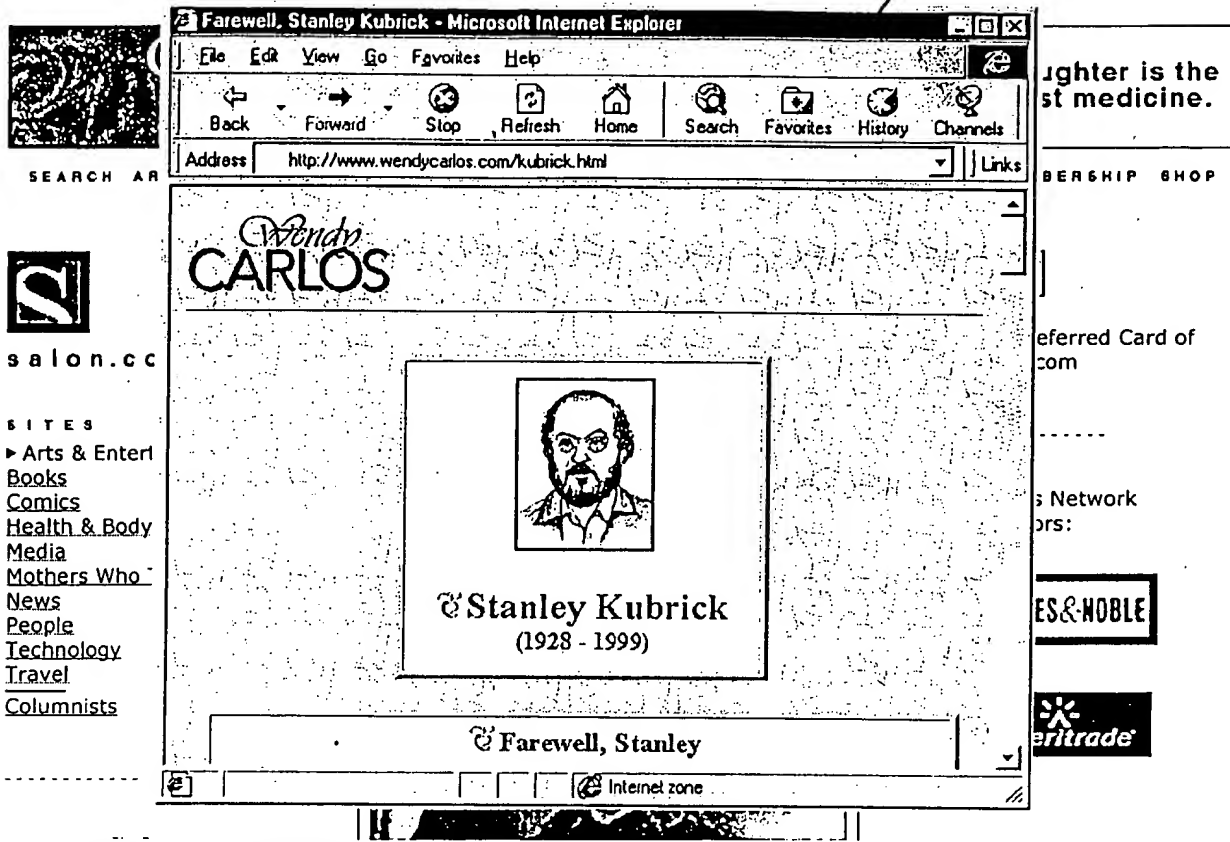 Farewell, Stanley Kubrick - Microsoft Internet Explorer
File Edit View Go Favorites Help
Back Forward Stop Refresh Home Search Favorites History Channels
Address http://www.wendycarlos.com/kubrick.html Links
ughter is the
st medicine.
SEARCH AR
BERSHIP SHOP
Wendy
CARLOS
S
salon.cc
eferred Card of
com
SITES
Arts & Entert
Books
Comics
Health & Body
Media
Mothers Who
News
People
Technology
Travel
Columnists
s Network
ors:
ES&NOBLE
eritrade
Stanley Kubrick
(1928 - 1999)
Farewell, Stanley
Internet zone